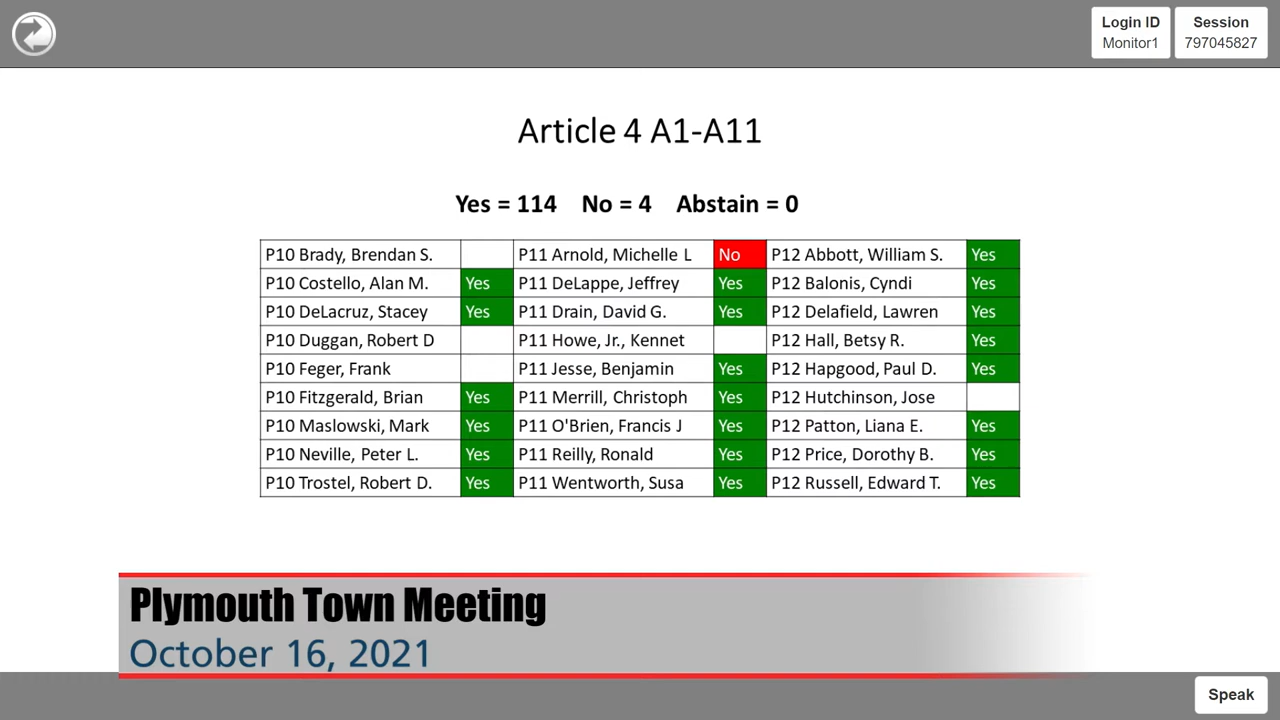 Login ID
Monitor1
Session
797045827
Article 4 A1-A11
Yes = 114 No = 4 Abstain = 0
P10 Brady, Brendan S. P11 Arnold, Michelle L No P12 Abbott, William S. Yes
P10 Costello, Alan M. Yes P11 DeLappe, Jeffrey Yes P12 Balonis, Cyndi Yes
P10 DeLacruz, Stacey Yes P11 Drain, David G. Yes P12 Delafield, Lawren Yes
P10 Duggan, Robert D P11 Howe, Jr., Kennet P12 Hall, Betsy R. Yes
P10 Feger, Frank P11 Jesse, Benjamin Yes P12 Hapgood, Paul D. Yes
P10 Fitzgerald, Brian Yes P11 Merrill, Christoph Yes P12 Hutchinson, Jose
P10 Maslowski, Mark Yes P11 O'Brien, Francis J Yes P12 Patton, Liana E. Yes
P10 Neville, Peter L. Yes P11 Reilly, Ronald Yes P12 Price, Dorothy B. Yes
P10 Trostel, Robert D. Yes P11 Wentworth, Susa Yes P12 Russell, Edward T. Yes
Plymouth Town Meeting
October 16, 2021
Speak